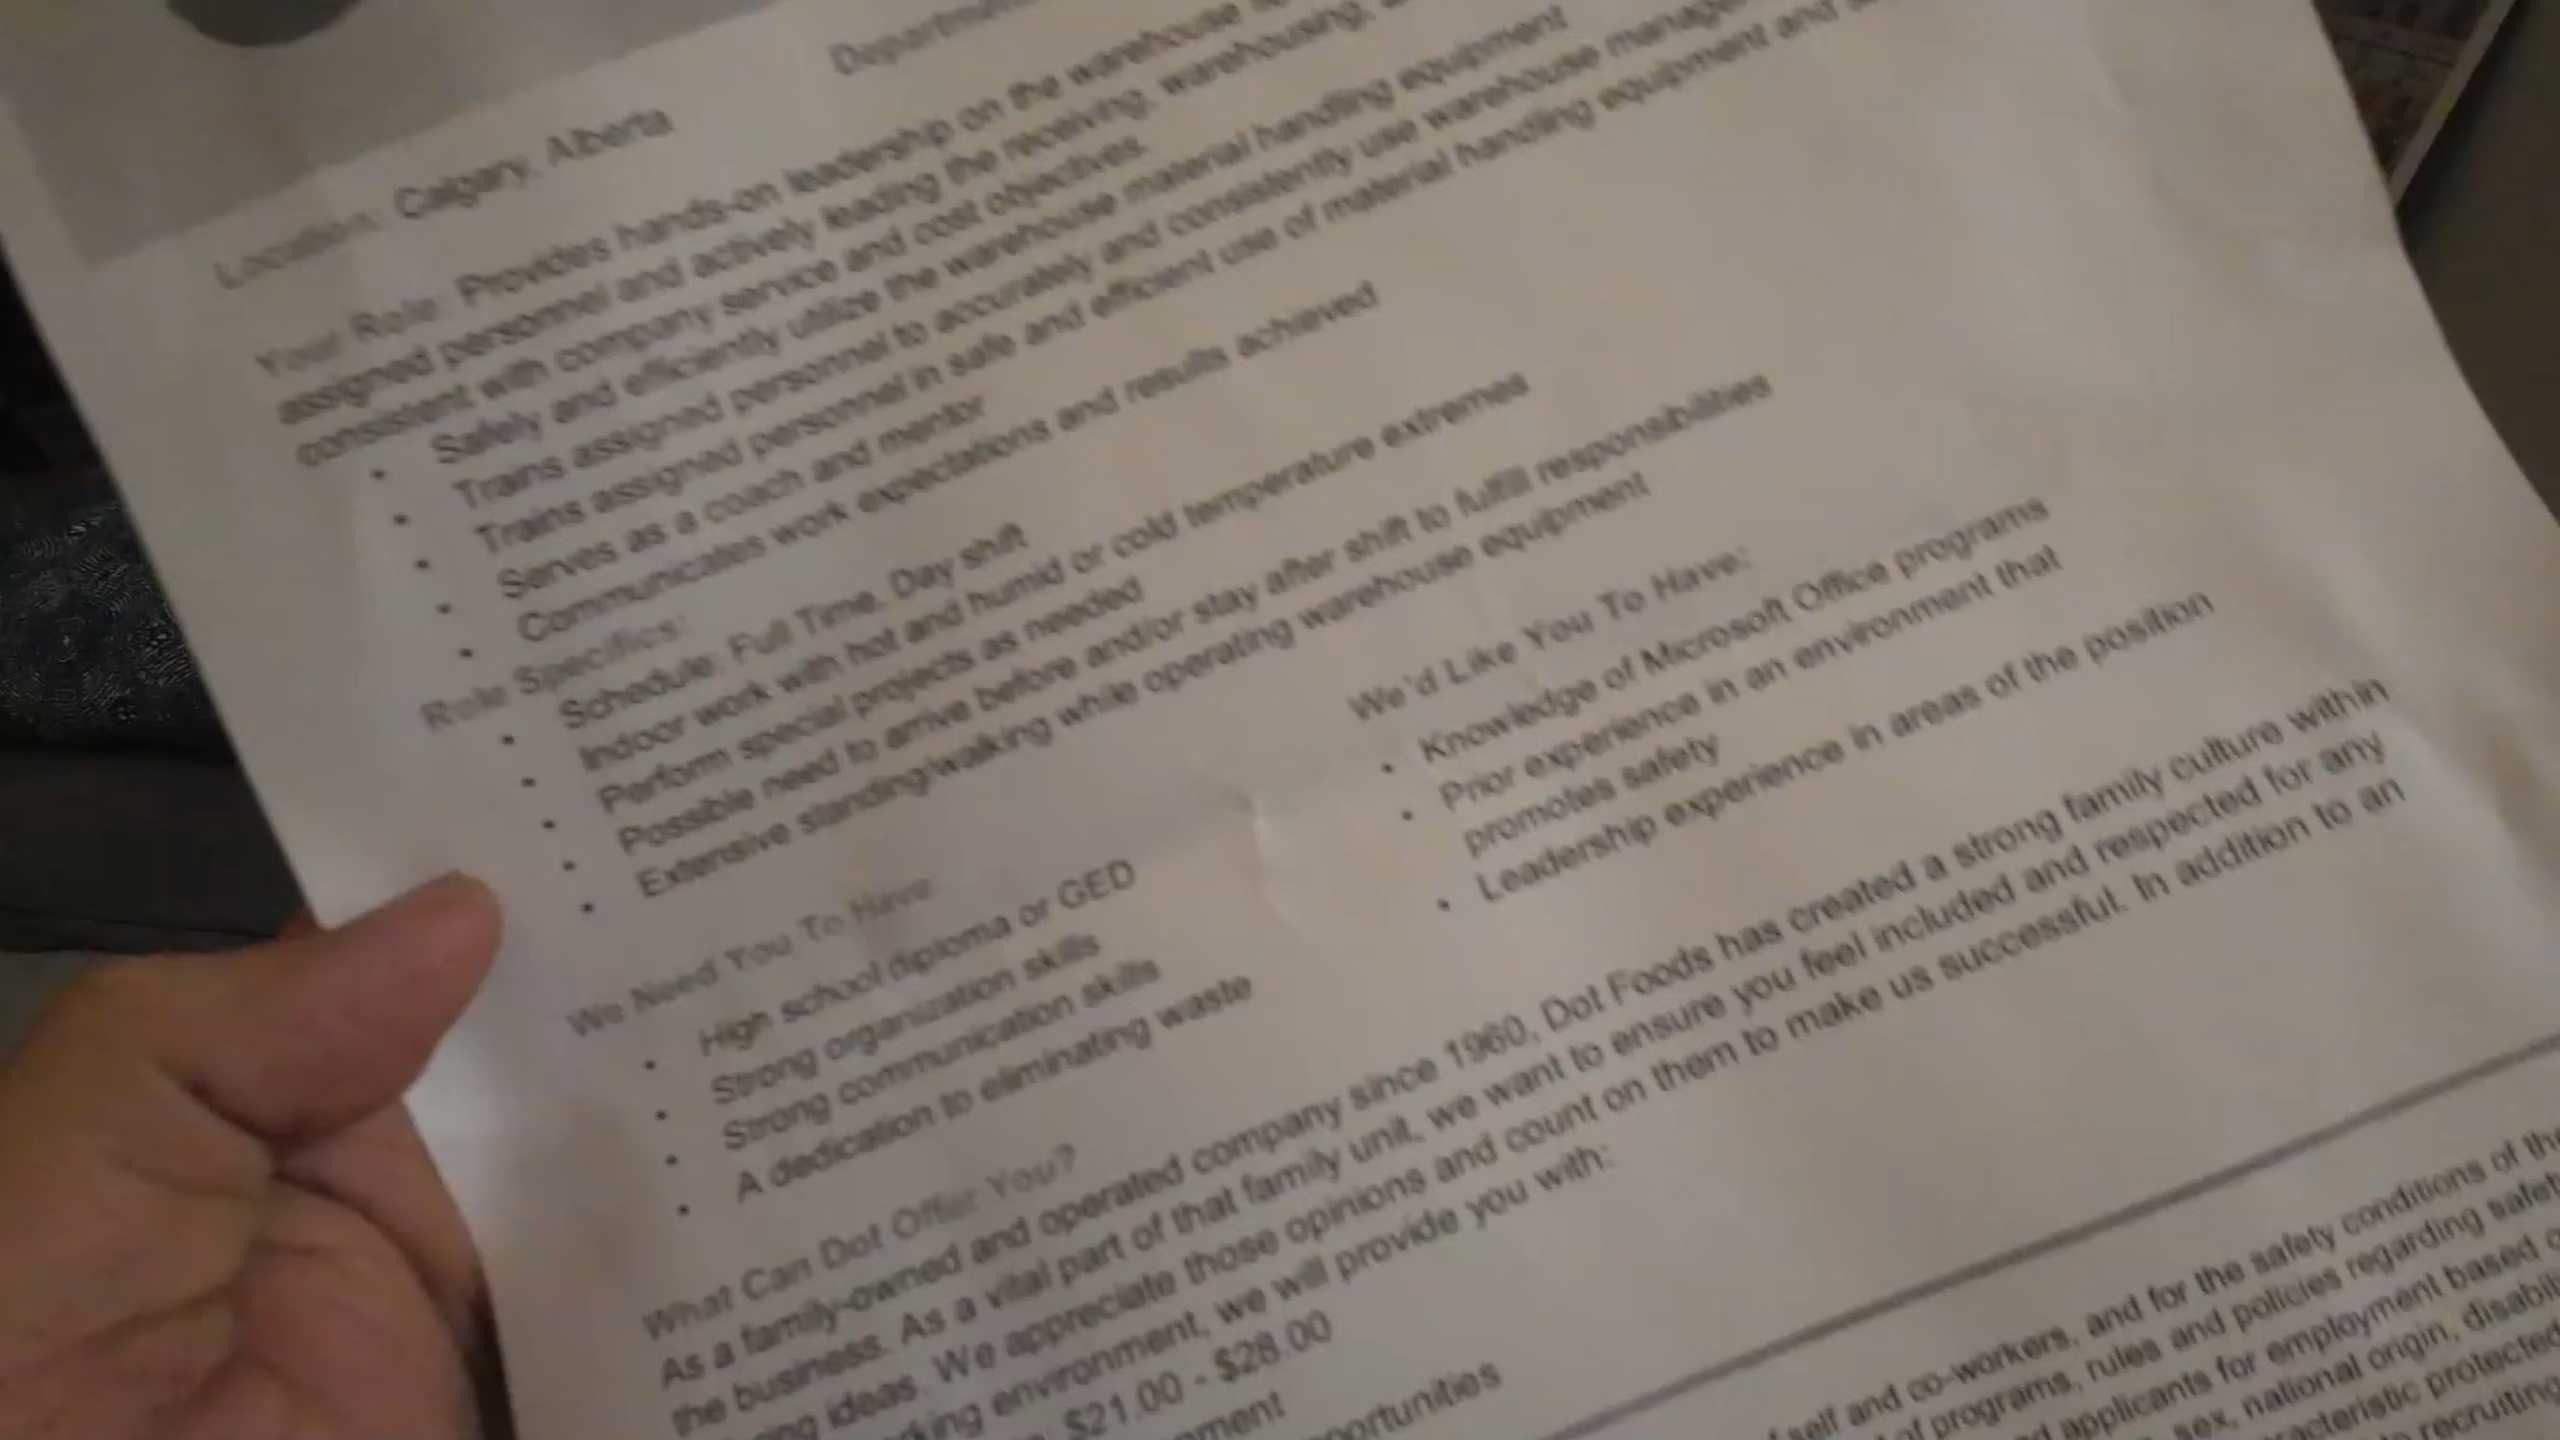 Location: Calgary, Alberta
Department
Your Role: Provides hands-on leadership on the warehouse
assigned personnel and actively leading the receiving, warehousing,
consistent with company service and cost objectives.
• Safely and efficiently utilize the warehouse material handling equipment
• Trains assigned personnel to accurately and consistently use warehouse
• Trains assigned personnel in safe and efficient use of material handling equipment and
• Serves as a coach and mentor
• Communicates work expectations and results achieved
Role Specifics:
• Schedule: Full Time, Day shift
• Indoor work with hot and humid or cold temperature extremes
• Perform special projects as needed
• Possible need to arrive before and/or stay after shift to fulfill responsibilities
• Extensive standing/walking while operating warehouse equipment
We Need You To Have:
• High school diploma or GED
• Strong organization skills
• Strong communication skills
• A dedication to eliminating waste
We'd Like You To Have:
• Knowledge of Microsoft Office programs
• Prior experience in an environment that
promotes safety
• Leadership experience in areas of the position
What Can Dot Offer You?
As a family-owned and operated company since 1960, Dot Foods has created a strong family culture within
the business. As a vital part of that family unit, we want to ensure you feel included and respected for any
ideas. We appreciate those opinions and count on them to make us successful. In addition to an
environment, we will provide you with:
$21.00 - $28.00
self and co-workers, and for the safety conditions of the
of programs, rules and policies regarding
applicants for employment based
sex, national origin,
protected
recruiting